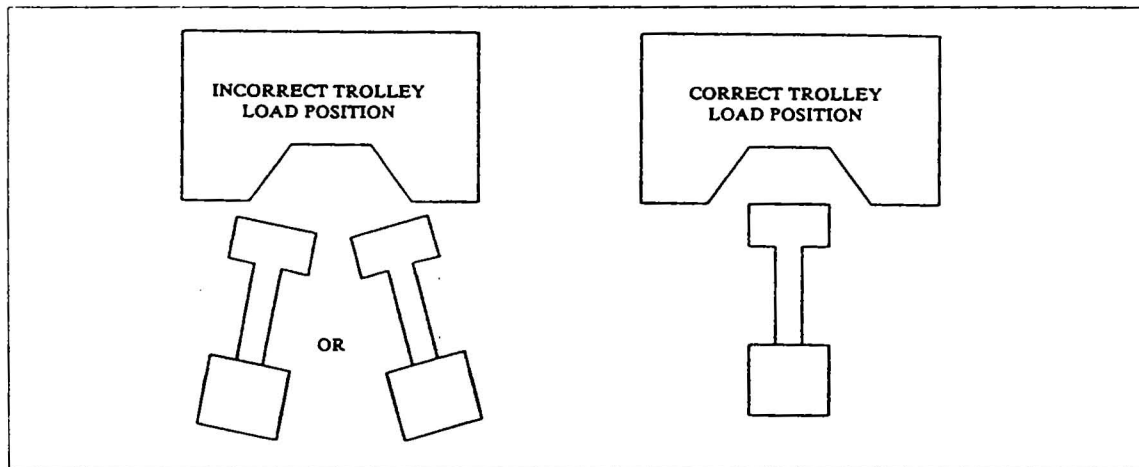 INCORRECT TROLLEY
LOAD POSITION
OR
CORRECT TROLLEY
LOAD POSITION